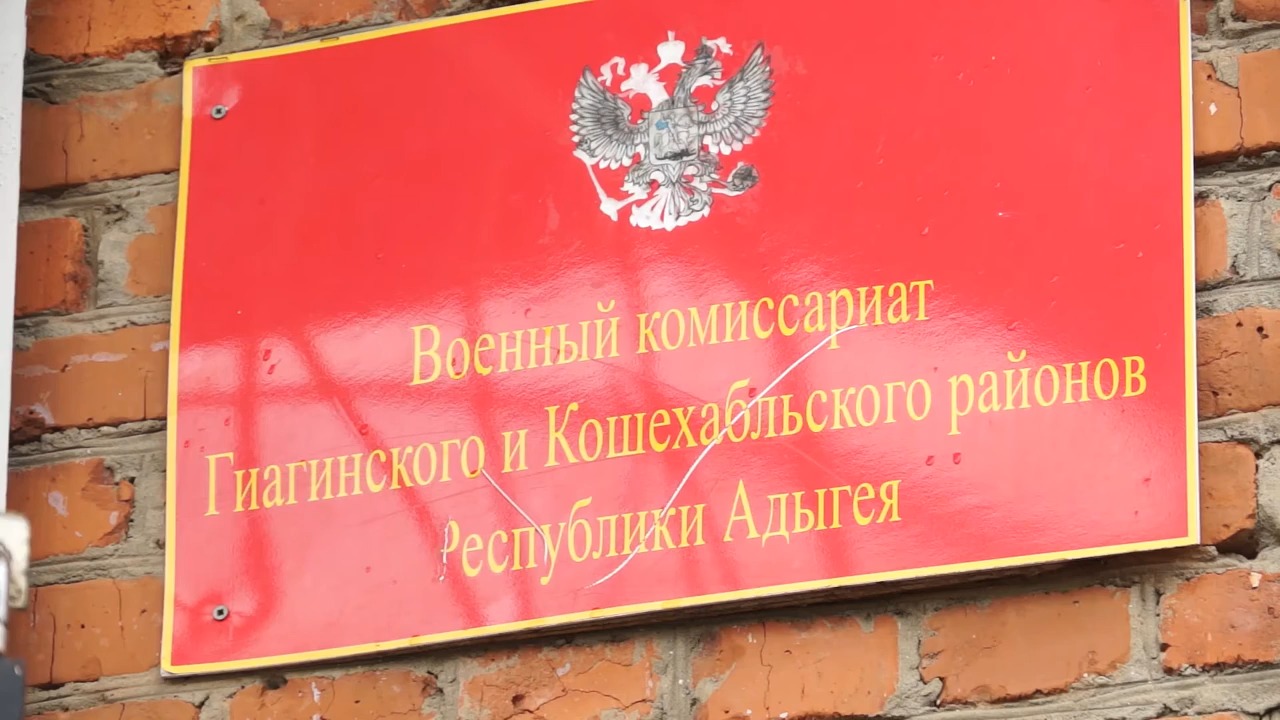 Военный комиссариат
Гиагинского и Кошехабльского районов
Республики Адыгея